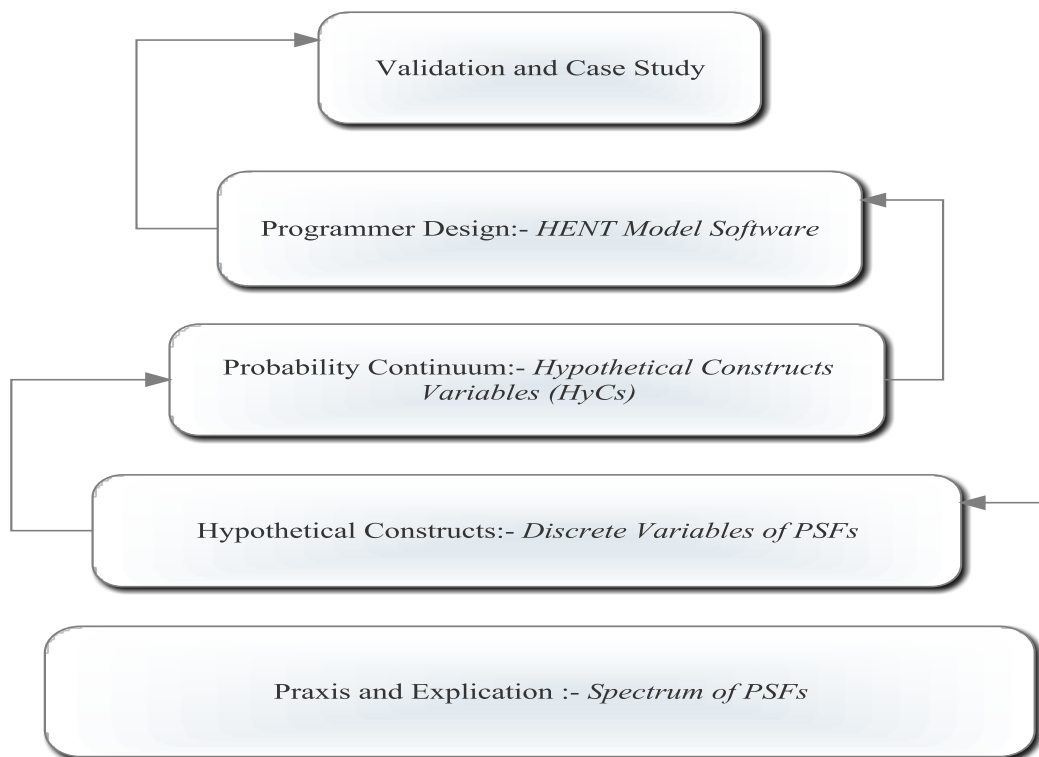 Validation and Case Study
Programmer Design:- HENT Model Software
Probability Continuum:- Hypothetical Constructs
Variables (HyCs)
Hypothetical Constructs:- Discrete Variables of PSFs
Praxis and Explication :- Spectrum of PSFs